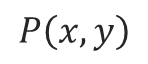 P(x, y)